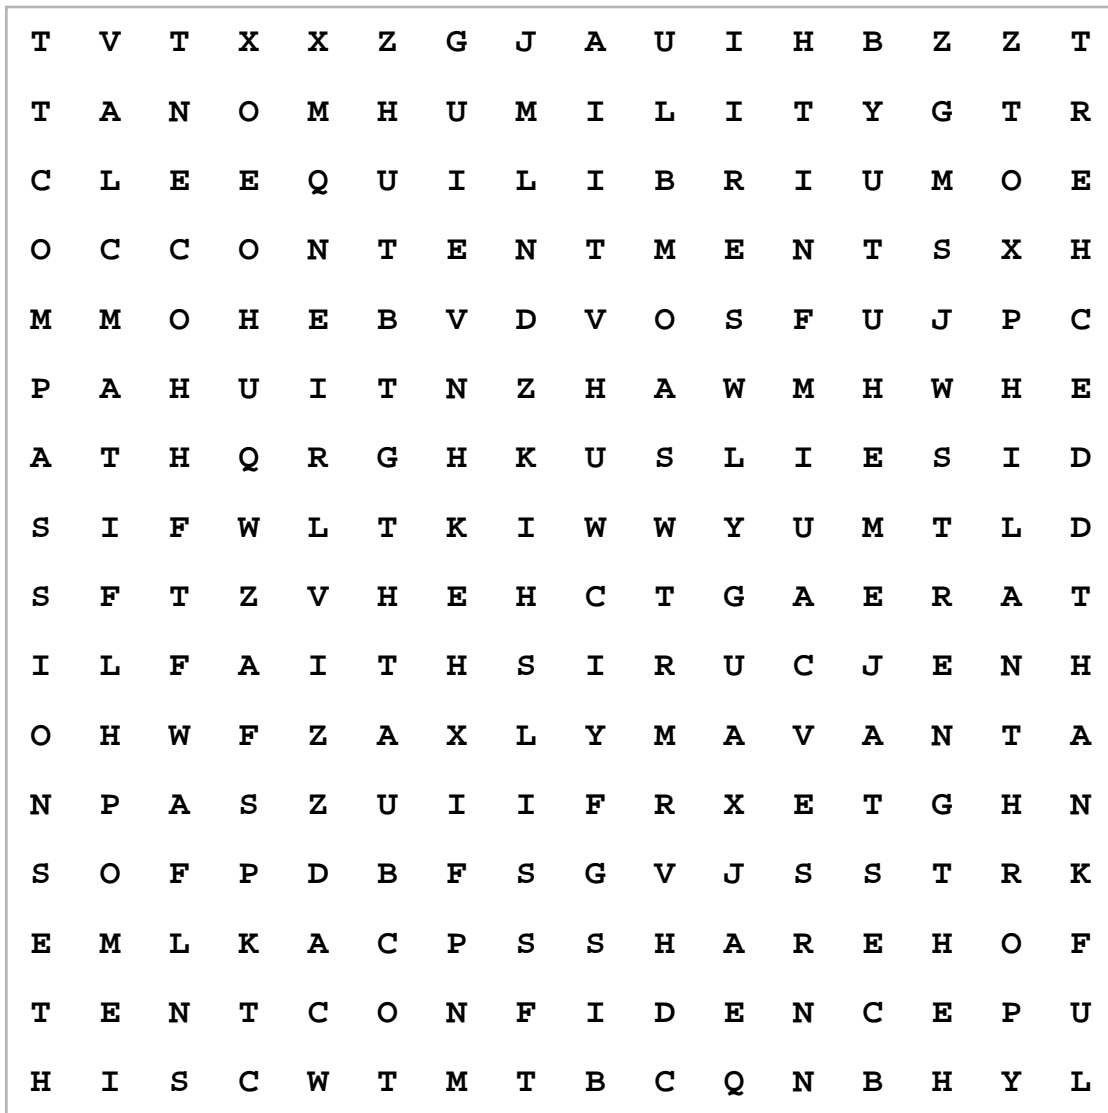 T V T X X Z G J A U I H B Z Z T
T A N O M H U M I L I T Y G T R
C L E E Q U I L I B R I U M O E
O C C O N T E N T M E N T S X H
M M O H E B V D V O S F U J P C
P A H U I T N Z H A W M H W H E
A T H Q R G H K U S L I E S I D
S I F W L T K I W W Y U M T L D
S F T Z V H E H C T G A E R A T
I L F A I T H S I R U C J E N H
O H W F Z A X L Y M A V A N T A
N P A S Z U I I F R X E T G H N
S O F P D B F S G V J S S T R K
E M L K A C P S S H A R E H O F
T E N T C O N F I D E N C E P U
H I S C W T M T B C Q N B H Y L